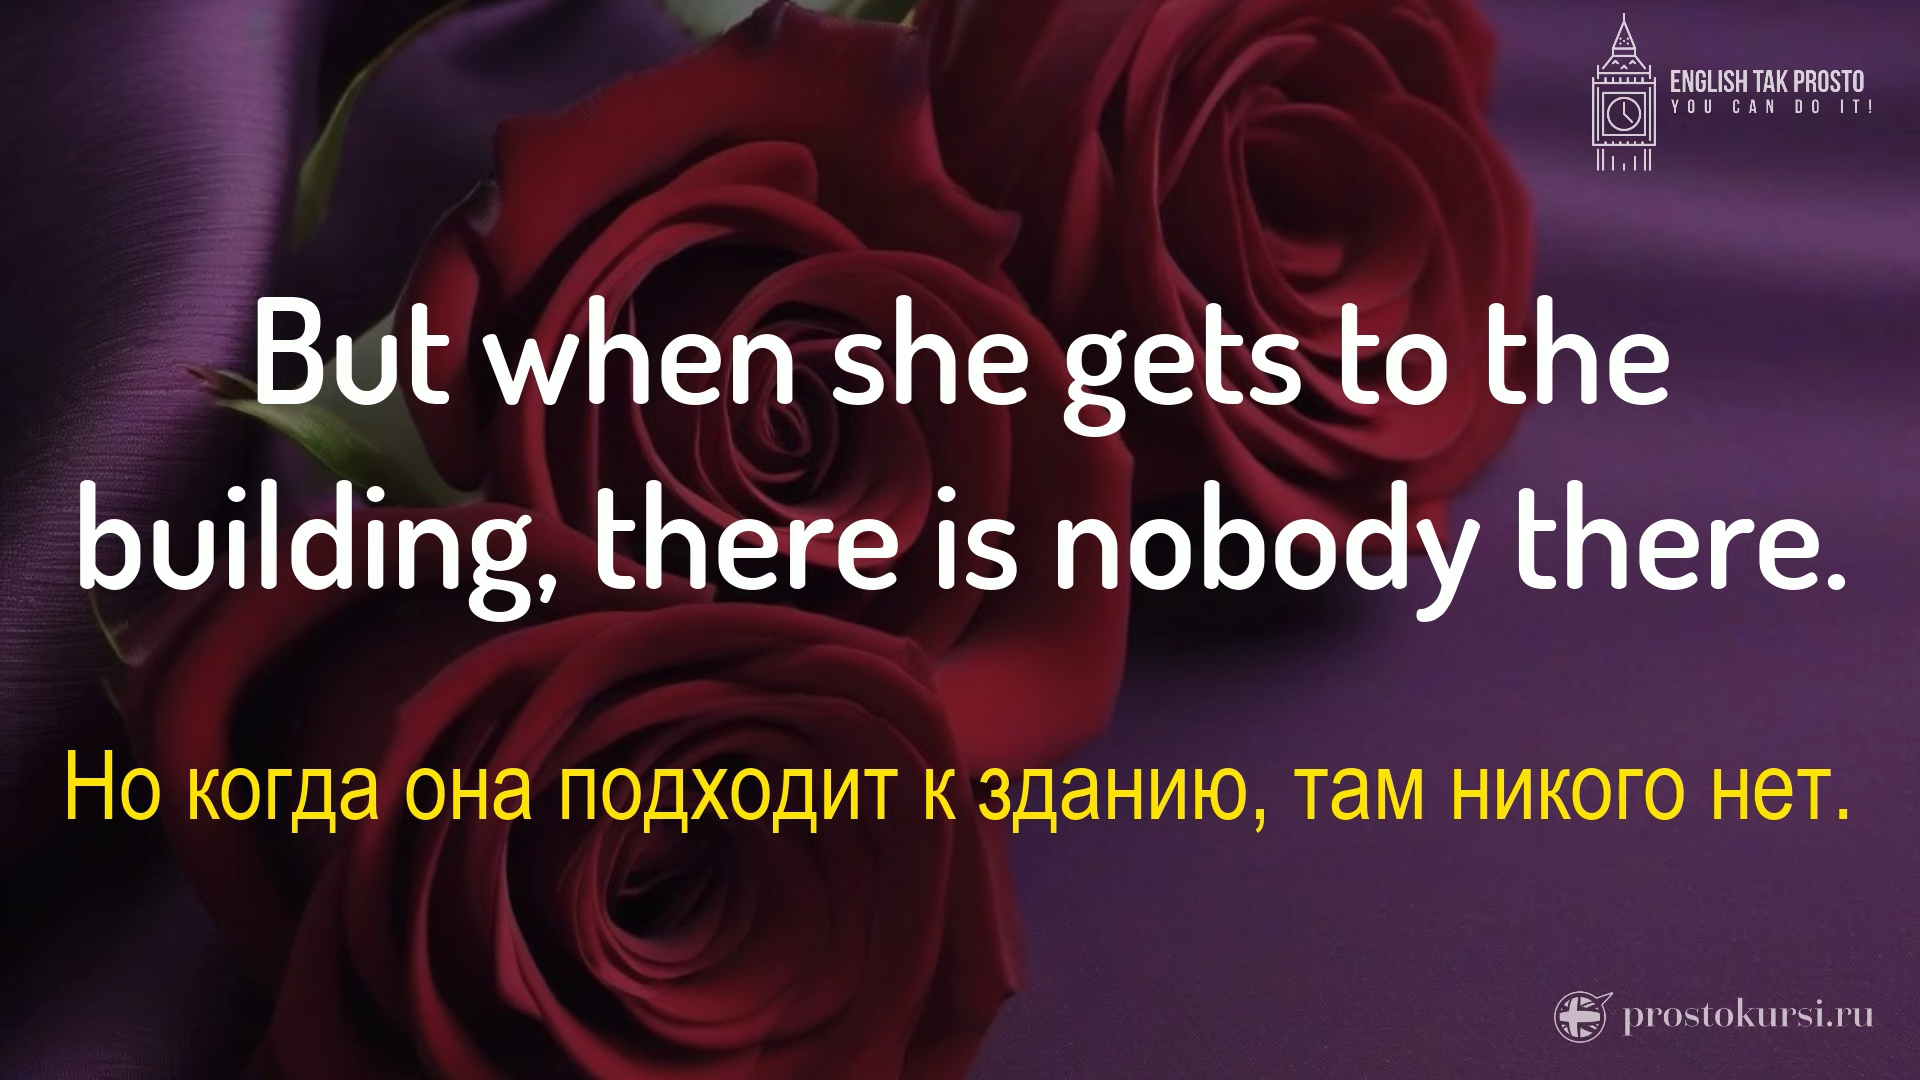 ENGLISH TAK PROSTO
YOU CAN DO IT!
But when she gets to the
building, there is nobody there.
Но когда она подходит к зданию, там никого нет.
prostokursi.ru